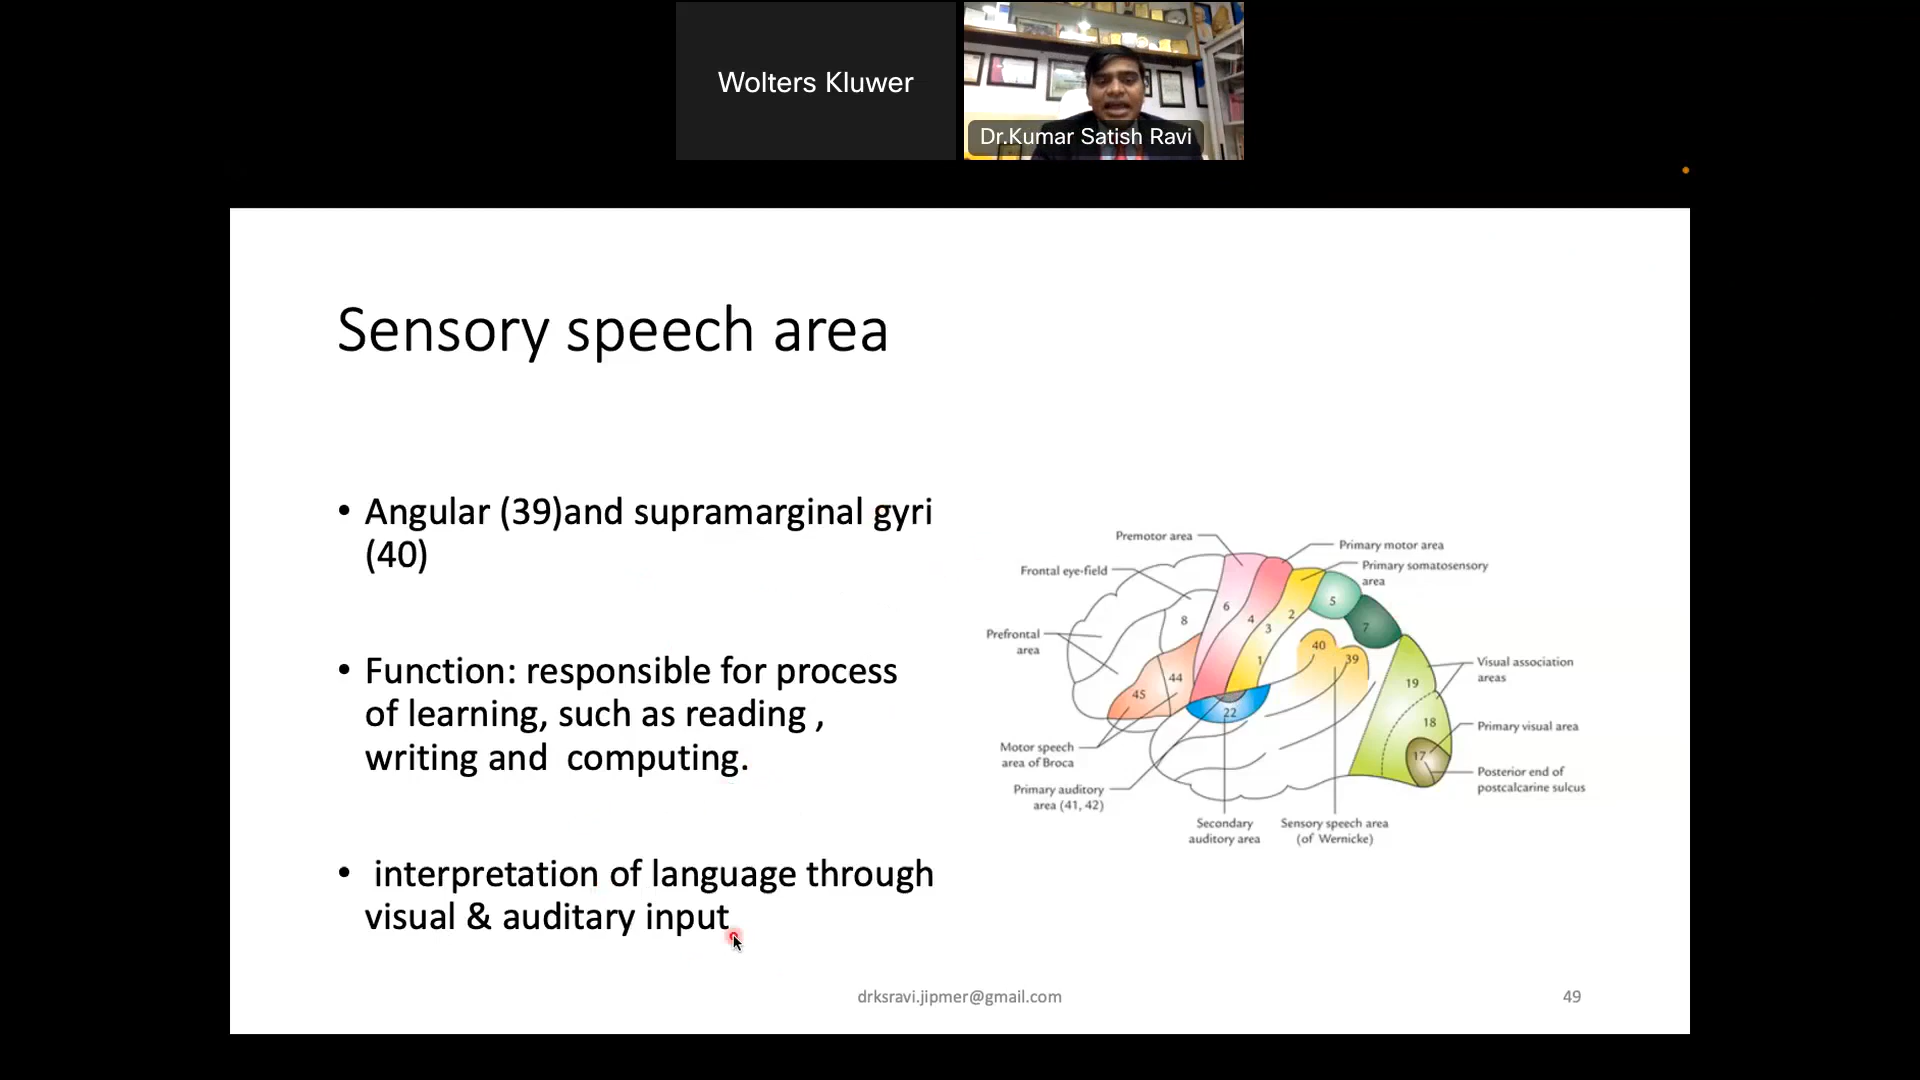 Wolters Kluwer
Dr.Kumar Satish Ravi
Sensory speech area
• Angular (39)and supramarginal gyri
(40)
• Function: responsible for process
of learning, such as reading ,
writing and computing.
• interpretation of language through
visual & auditary input
Premotor area
Primary motor area
Frontal eye-field
Primary somatosensory
area
Prefrontal
area
Motor speech
area of Broca
Primary auditory
area (41, 42)
Secondary
auditory area
Sensory speech area
(of Wernicke)
Visual association
areas
Primary visual area
Posterior end of
postcalcarine sulcus
6
8
4
3
2
1
5
7
40
39
44
45
22
19
18
17
drksravi.jipmer@gmail.com
49